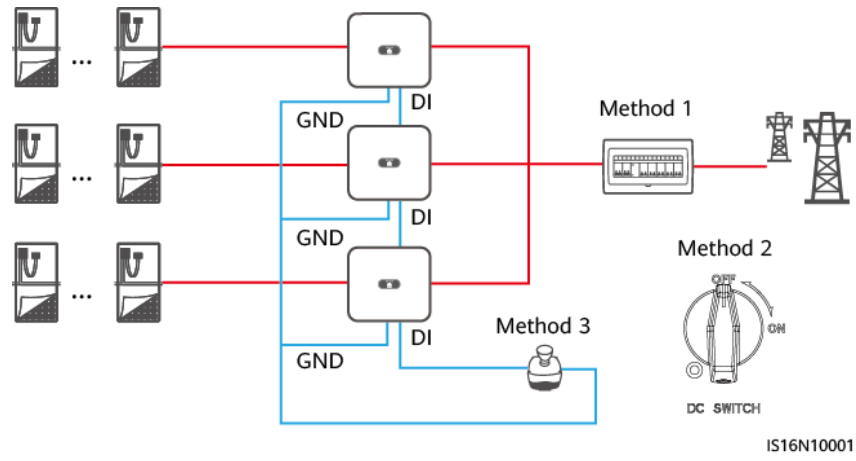 DI
GND
Method 1
DI
GND
Method 2
OFF
ON
DI
GND
Method 3
DC SWITCH
IS16N10001